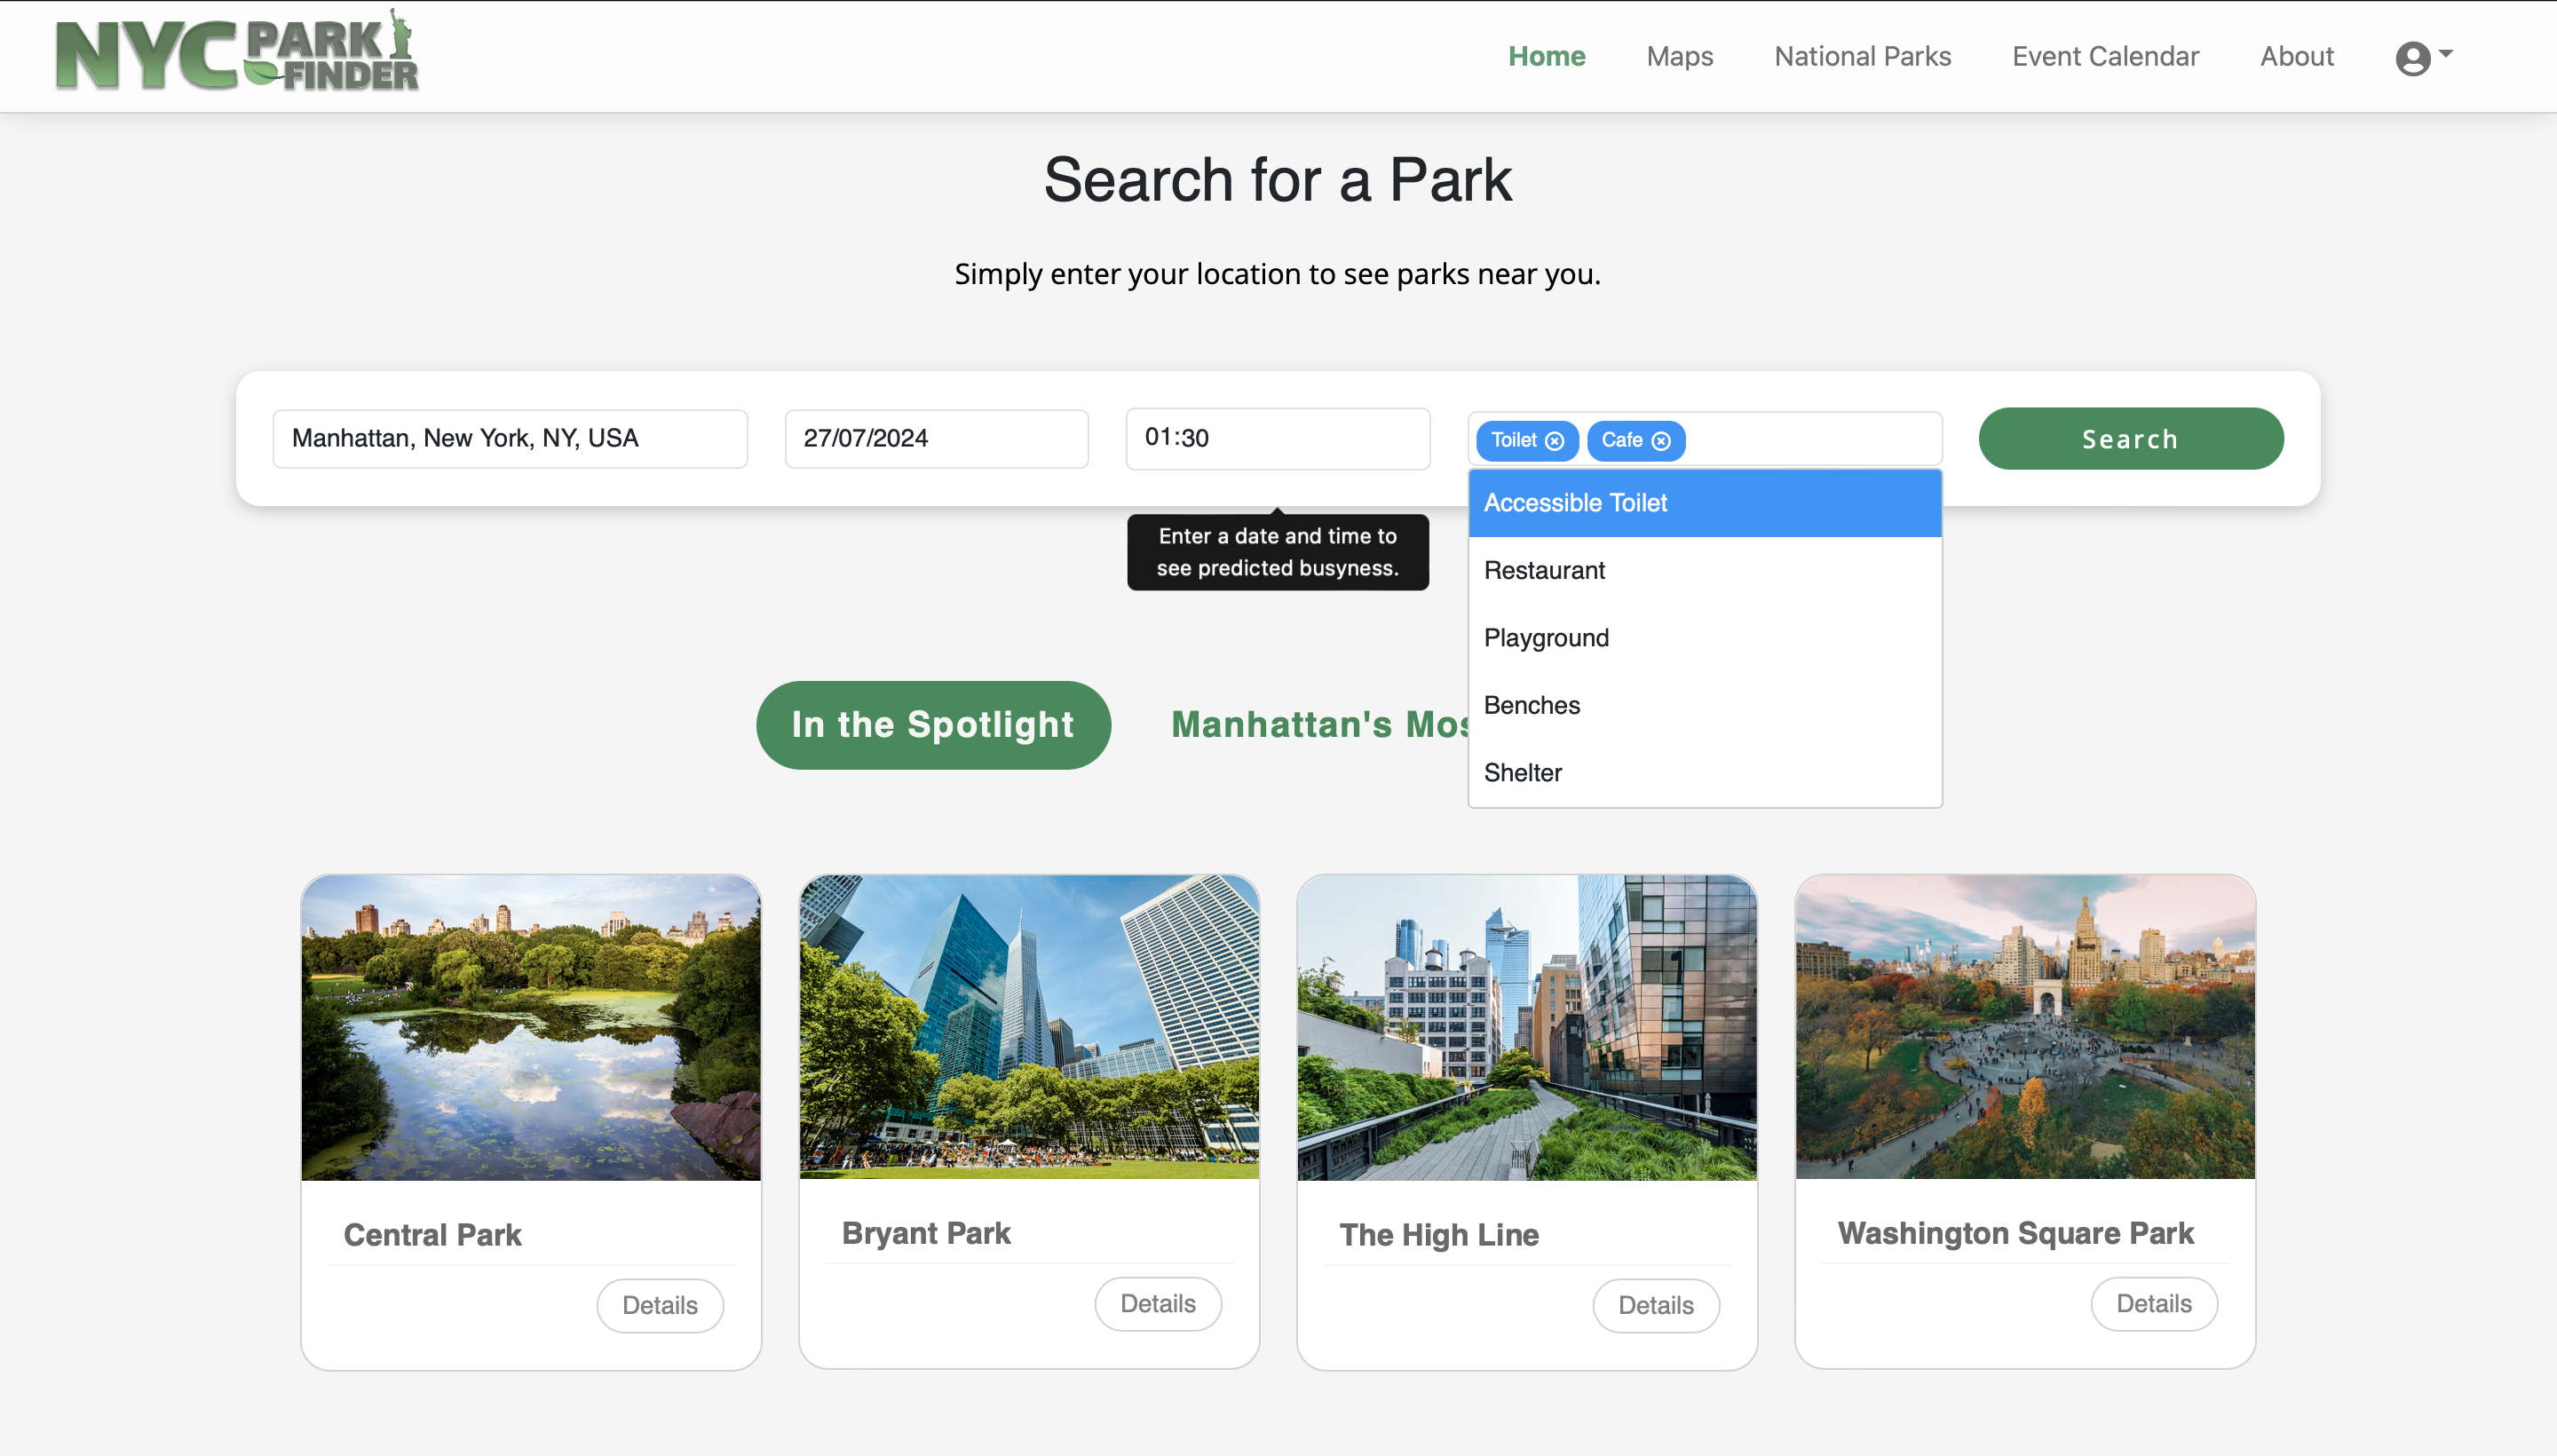 NYC PARK FINDER
Home
Maps
National Parks
Event Calendar
About
Search for a Park
Simply enter your location to see parks near you.
Manhattan, New York, NY, USA
27/07/2024
01:30
Toilet
Cafe
Search
Enter a date and time to
see predicted busyness.
Accessible Toilet
Restaurant
Playground
Benches
Shelter
In the Spotlight
Manhattan's Mos
Central Park
Details
Bryant Park
Details
The High Line
Details
Washington Square Park
Details